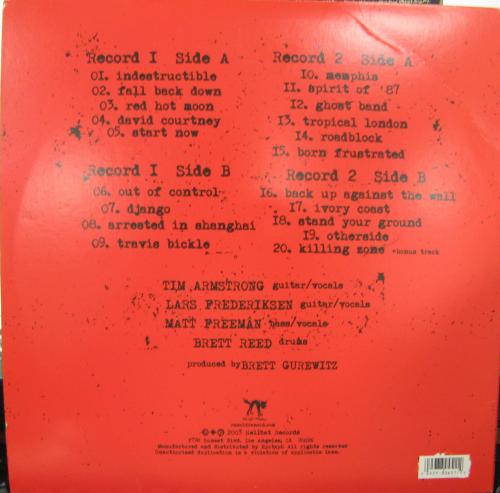 Record 1 Side A
01. indestructible
02. fall back down
03. red hot moon
04. david courtney
05. start now
Record 1 Side B
06. out of control
07. django
08. arrested in shanghai
09. travis bickle
Record 2 Side A
10. memphis
11. spirit of '87
12. ghost band
13. tropical london
14. roadblock
15. born frustrated
Record 2 Side B
16. back up against the wall
17. ivory coast
18. stand your ground
19. otherside
20. killing zone -bonus track
TIM ARMSTRONG guitar/vocals
LARS FREDERIKSEN guitar/vocals
MATT FREEMAN bass/vocals
BRETT REED drums
produced by BRETT GUREWITZ
2003 Hellcat Records
Sunset Blvd. Los Angeles, CA
Manufactured and distributed by Epitaph All rights reserved
Unauthorized duplication is a violation of applicable laws.